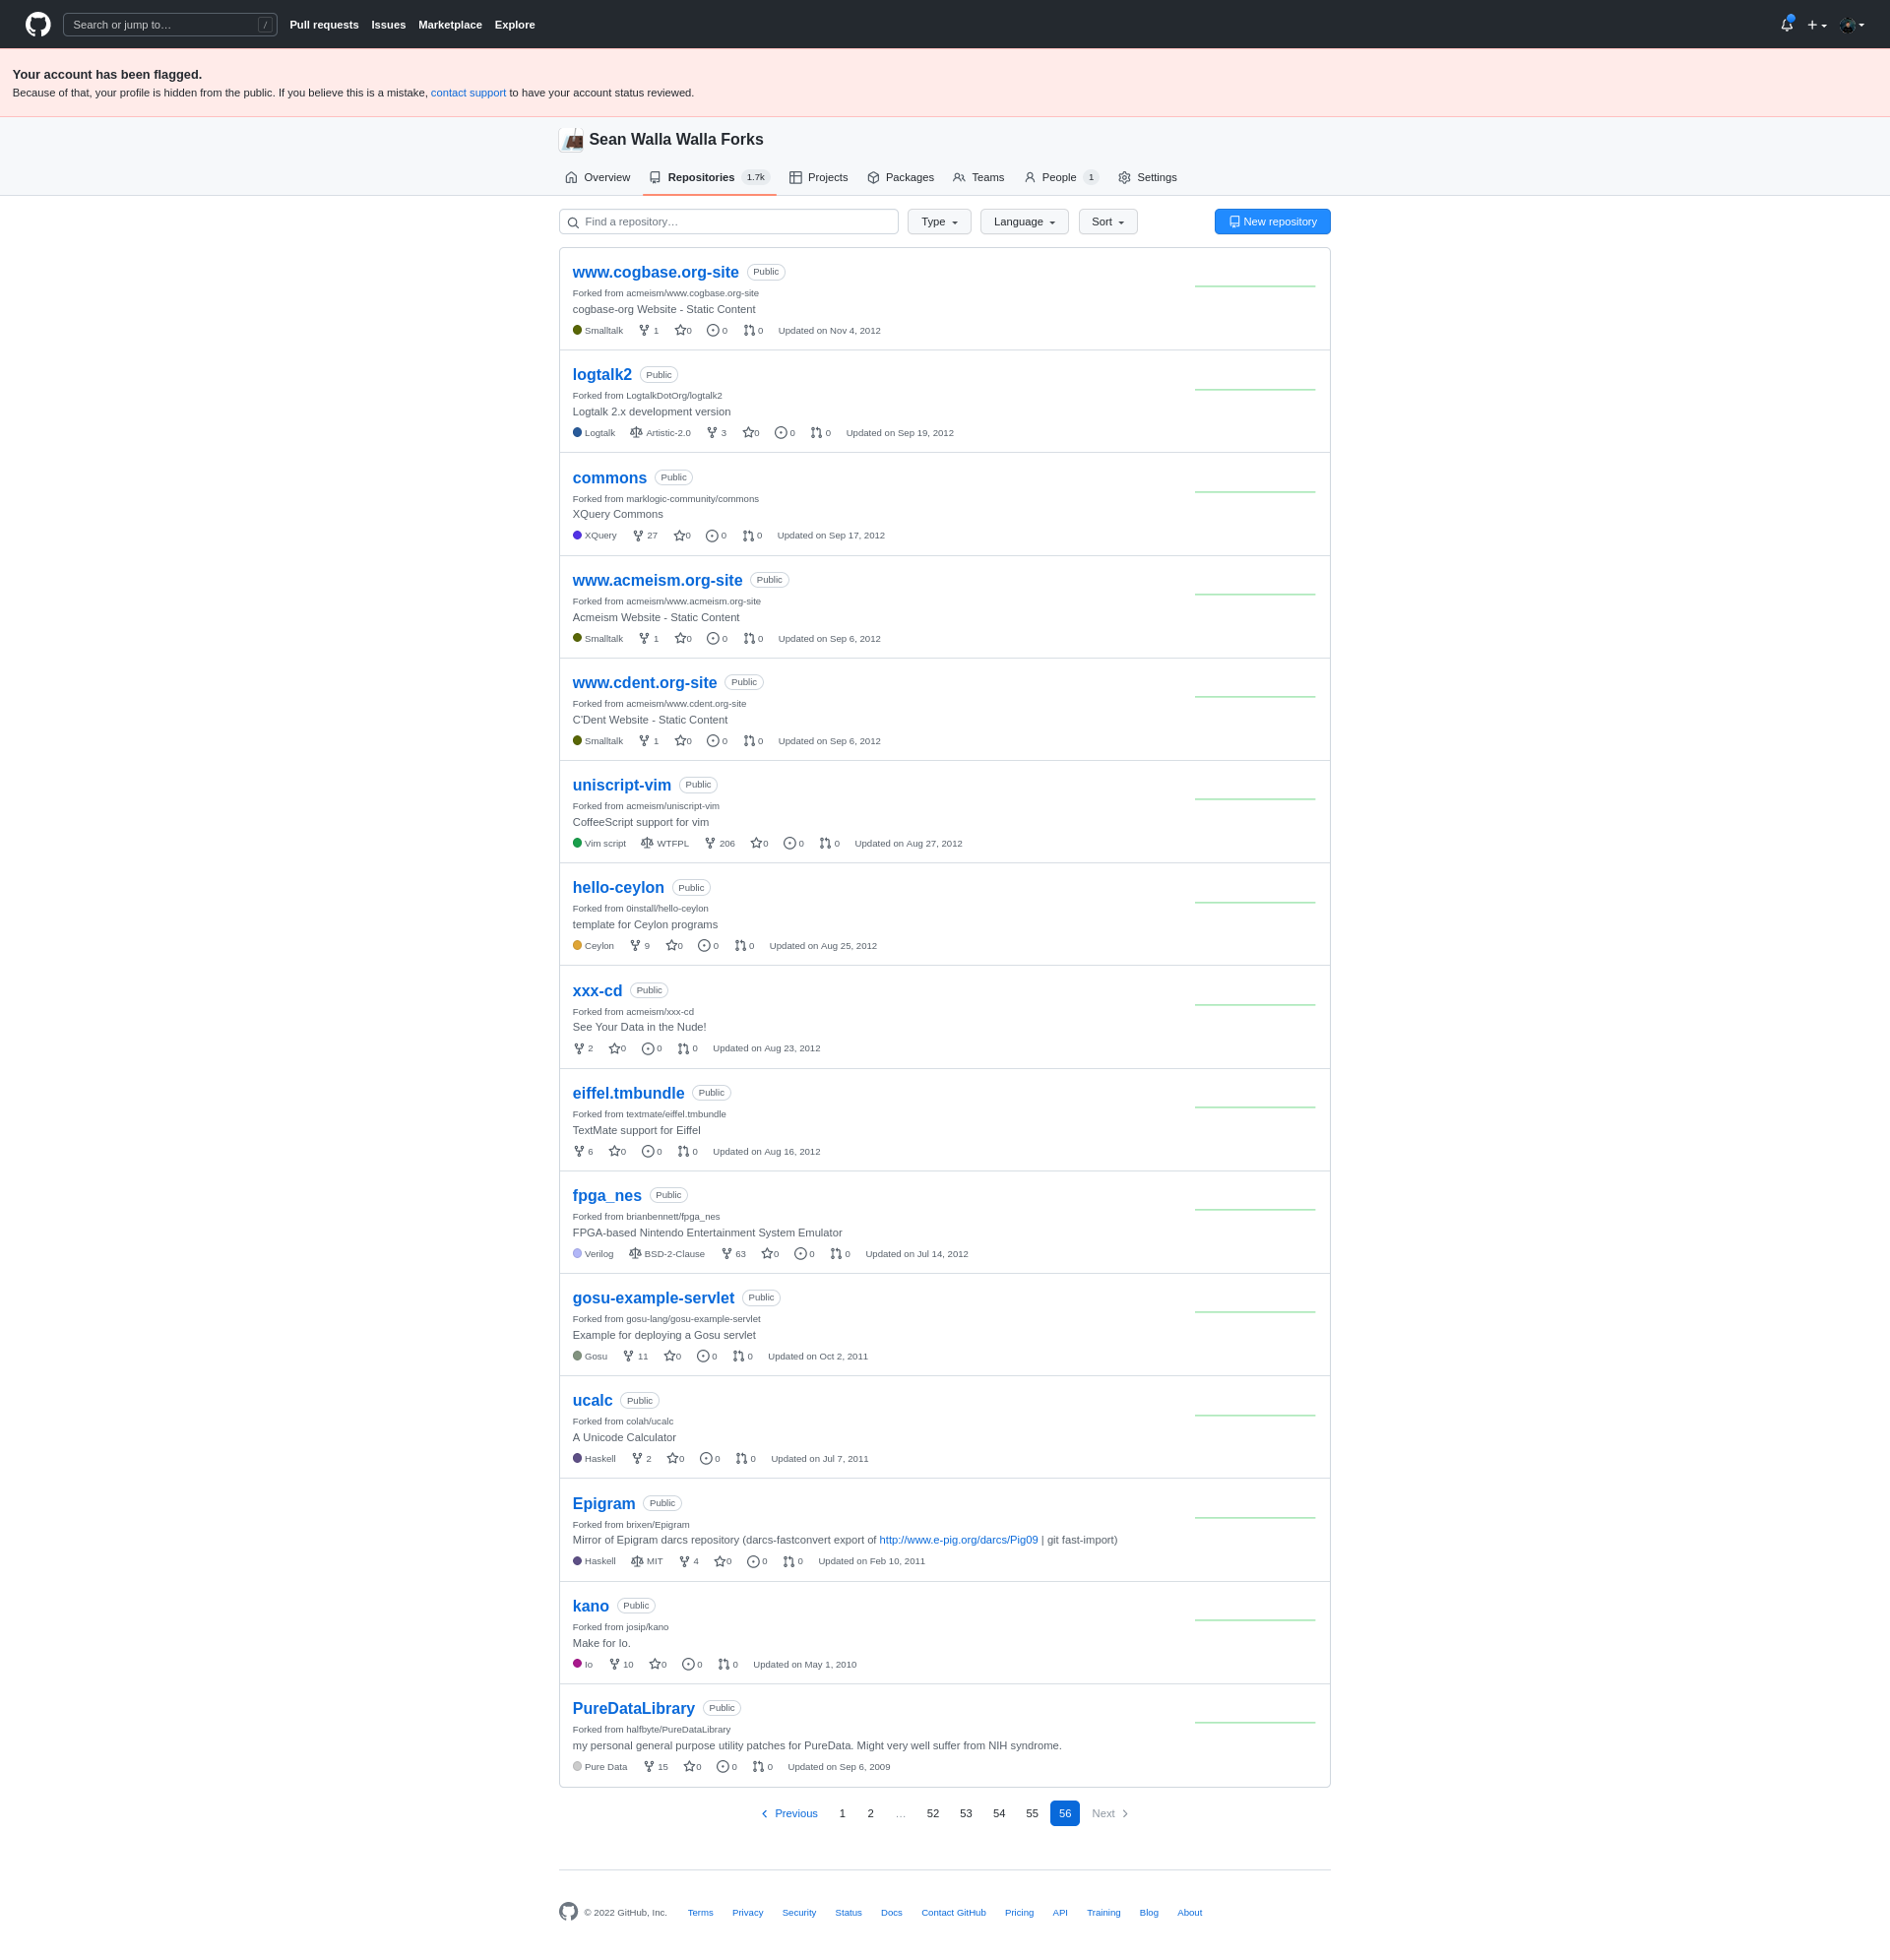 Search or jump to…
/
Pull requests Issues Marketplace Explore
Your account has been flagged.
Because of that, your profile is hidden from the public. If you believe this is a mistake, contact support to have your account status reviewed.
Sean Walla Walla Forks
Overview Repositories 1.7k Projects Packages Teams People 1 Settings
Find a repository… Type Language Sort New repository
www.cogbase.org-site Public
Forked from acmeism/www.cogbase.org-site
cogbase-org Website - Static Content
Smalltalk 1 0 0 0 Updated on Nov 4, 2012
logtalk2 Public
Forked from LogtalkDotOrg/logtalk2
Logtalk 2.x development version
Logtalk Artistic-2.0 3 0 0 0 Updated on Sep 19, 2012
commons Public
Forked from marklogic-community/commons
XQuery Commons
XQuery 27 0 0 0 Updated on Sep 17, 2012
www.acmeism.org-site Public
Forked from acmeism/www.acmeism.org-site
Acmeism Website - Static Content
Smalltalk 1 0 0 0 Updated on Sep 6, 2012
www.cdent.org-site Public
Forked from acmeism/www.cdent.org-site
C'Dent Website - Static Content
Smalltalk 1 0 0 0 Updated on Sep 6, 2012
uniscript-vim Public
Forked from acmeism/uniscript-vim
CoffeeScript support for vim
Vim script WTFPL 206 0 0 0 Updated on Aug 27, 2012
hello-ceylon Public
Forked from 0install/hello-ceylon
template for Ceylon programs
Ceylon 9 0 0 0 Updated on Aug 25, 2012
xxx-cd Public
Forked from acmeism/xxx-cd
See Your Data in the Nude!
2 0 0 0 Updated on Aug 23, 2012
eiffel.tmbundle Public
Forked from textmate/eiffel.tmbundle
TextMate support for Eiffel
6 0 0 0 Updated on Aug 16, 2012
fpga_nes Public
Forked from brianbennett/fpga_nes
FPGA-based Nintendo Entertainment System Emulator
Verilog BSD-2-Clause 63 0 0 0 Updated on Jul 14, 2012
gosu-example-servlet Public
Forked from gosu-lang/gosu-example-servlet
Example for deploying a Gosu servlet
Gosu 11 0 0 0 Updated on Oct 2, 2011
ucalc Public
Forked from colah/ucalc
A Unicode Calculator
Haskell 2 0 0 0 Updated on Jul 7, 2011
Epigram Public
Forked from brixen/Epigram
Mirror of Epigram darcs repository (darcs-fastconvert export of http://www.e-pig.org/darcs/Pig09 | git fast-import)
Haskell MIT 4 0 0 0 Updated on Feb 10, 2011
kano Public
Forked from josip/kano
Make for Io.
Io 10 0 0 0 Updated on May 1, 2010
PureDataLibrary Public
Forked from halfbyte/PureDataLibrary
my personal general purpose utility patches for PureData. Might very well suffer from NIH syndrome.
Pure Data 15 0 0 0 Updated on Sep 6, 2009
Previous 1 2 … 52 53 54 55 56 Next
© 2022 GitHub, Inc. Terms Privacy Security Status Docs Contact GitHub Pricing API Training Blog About